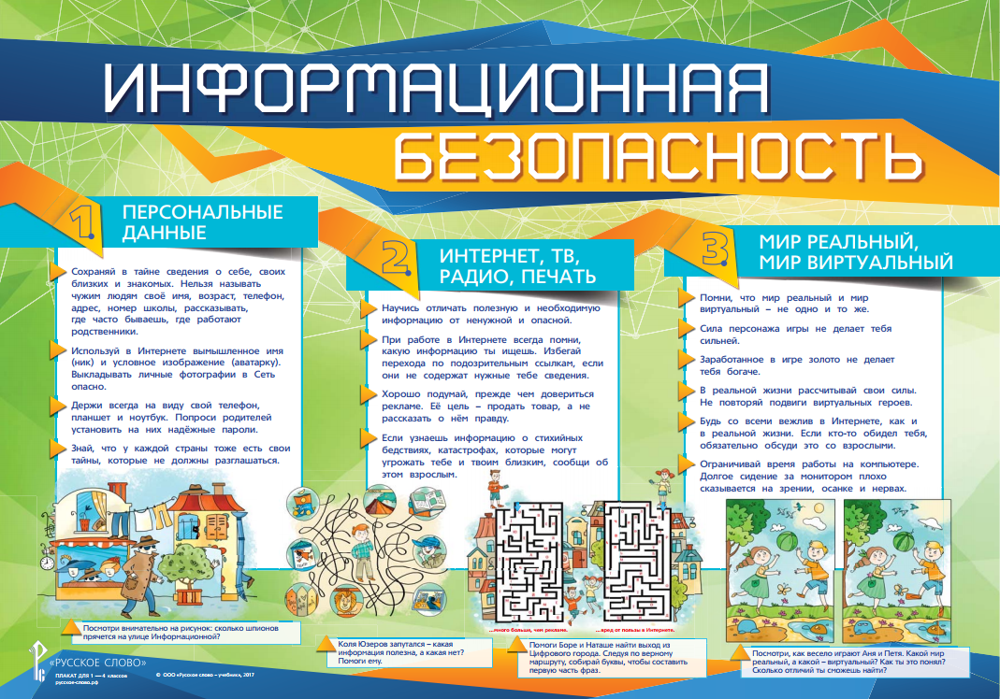 ИНФОРМАЦИОННАЯ
БЕЗОПАСНОСТЬ
1.
ПЕРСОНАЛЬНЫЕ
ДАННЫЕ
Сохраняй в тайне сведения о себе, своих
близких и знакомых. Нельзя называть
чужим людям своё имя, возраст, телефон,
адрес, номер школы, рассказывать,
где часто бываешь, где работают
родственники.
Используй в Интернете вымышленное имя
(ник) и условное изображение (аватарку).
Выкладывать личные фотографии в Сеть
опасно.
Держи всегда на виду свой телефон,
планшет и ноутбук. Попроси родителей
установить на них надёжные пароли.
Знай, что у каждой страны тоже есть свои
тайны, которые не должны разглашаться.
Посмотри внимательно на рисунок: сколько шпионов
прячется на улице Информационной?
2.
ИНТЕРНЕТ, ТВ,
РАДИО, ПЕЧАТЬ
Научись отличать полезную и необходимую
информацию от ненужной и опасной.
При работе в Интернете всегда помни,
какую информацию ты ищешь. Избегай
перехода по подозрительным ссылкам, если
они не содержат нужные тебе сведения.
Хорошо подумай, прежде чем довериться
рекламе. Её цель – продать товар, а не
рассказать о нём правду.
Если узнаешь информацию о стихийных
бедствиях, катастрофах, которые могут
угрожать тебе и твоим близким, сообщи об
этом взрослым.
Коля Юзеров запутался – какая
информация полезна, а какая нет?
Помоги ему.
...много больше, чем рекламе.
...вред от пользы в Интернете.
Помоги Боре и Наташе найти выход из
Цифрового города. Следуя по верному
маршруту, собирай буквы, чтобы составить
первую часть фраз.
3.
МИР РЕАЛЬНЫЙ,
МИР ВИРТУАЛЬНЫЙ
Помни, что мир реальный и мир
виртуальный – не одно и то же.
Сила персонажа игры не делает тебя
сильней.
Заработанное в игре золото не делает
тебя богаче.
В реальной жизни рассчитывай свои силы.
Не повторяй подвиги виртуальных героев.
Будь со всеми вежлив в Интернете, как и
в реальной жизни. Если кто-то обидел тебя,
обязательно обсуди это со взрослыми.
Ограничивай время работы на компьютере.
Долгое сидение за монитором плохо
сказывается на зрении, осанке и нервах.
Посмотри, как весело играют Аня и Петя. Какой мир
реальный, а какой – виртуальный? Как ты это понял?
Сколько отличий ты сможешь найти?
«РУССКОЕ СЛОВО»
ПЛАКАТ ДЛЯ 1 — 4 классов
русское-слово.рф
© ООО «Русское слово – учебник», 2017